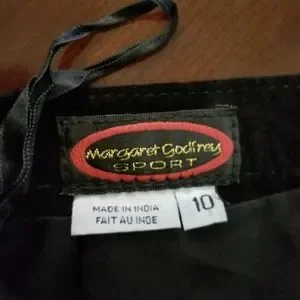 Margaret Godfrey
SPORT
MADE IN INDIA
FAIT AU INDE
10